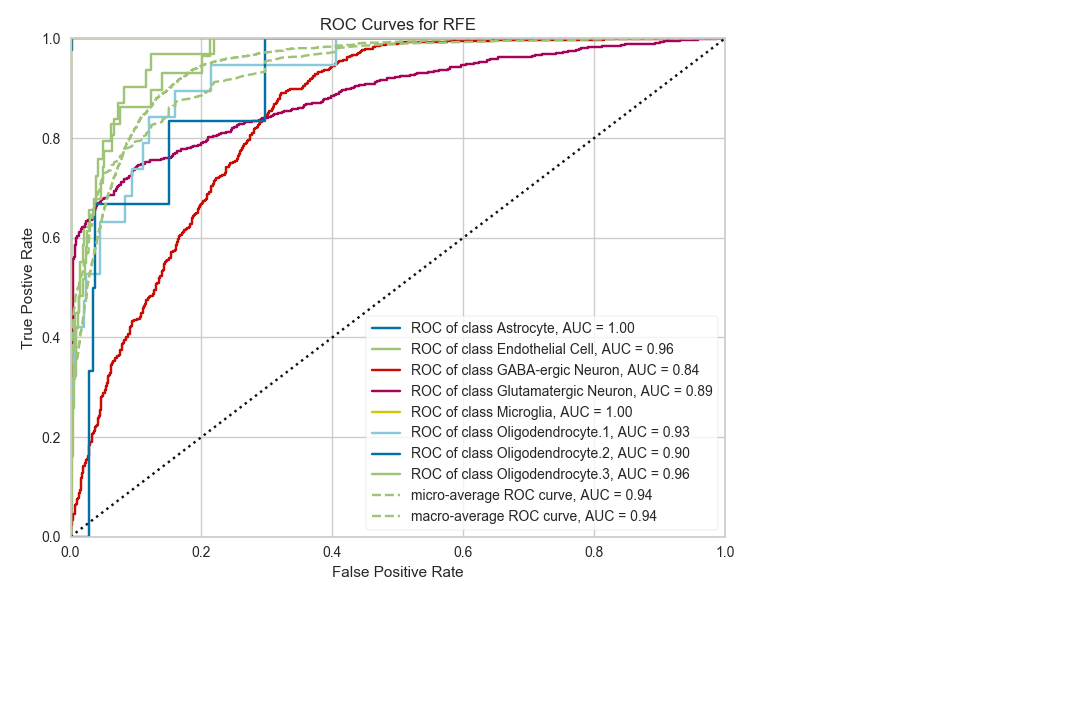 ROC Curves for RFE
True Postive Rate
1.0
0.8
0.6
0.4
0.2
0.0
ROC of class Astrocyte, AUC = 1.00
ROC of class Endothelial Cell, AUC = 0.96
ROC of class GABA-ergic Neuron, AUC = 0.84
ROC of class Glutamatergic Neuron, AUC = 0.89
ROC of class Microglia, AUC = 1.00
ROC of class Oligodendrocyte.1, AUC = 0.93
ROC of class Oligodendrocyte.2, AUC = 0.90
ROC of class Oligodendrocyte.3, AUC = 0.96
micro-average ROC curve, AUC = 0.94
macro-average ROC curve, AUC = 0.94
0.0 0.2 0.4 0.6 0.8 1.0
False Positive Rate